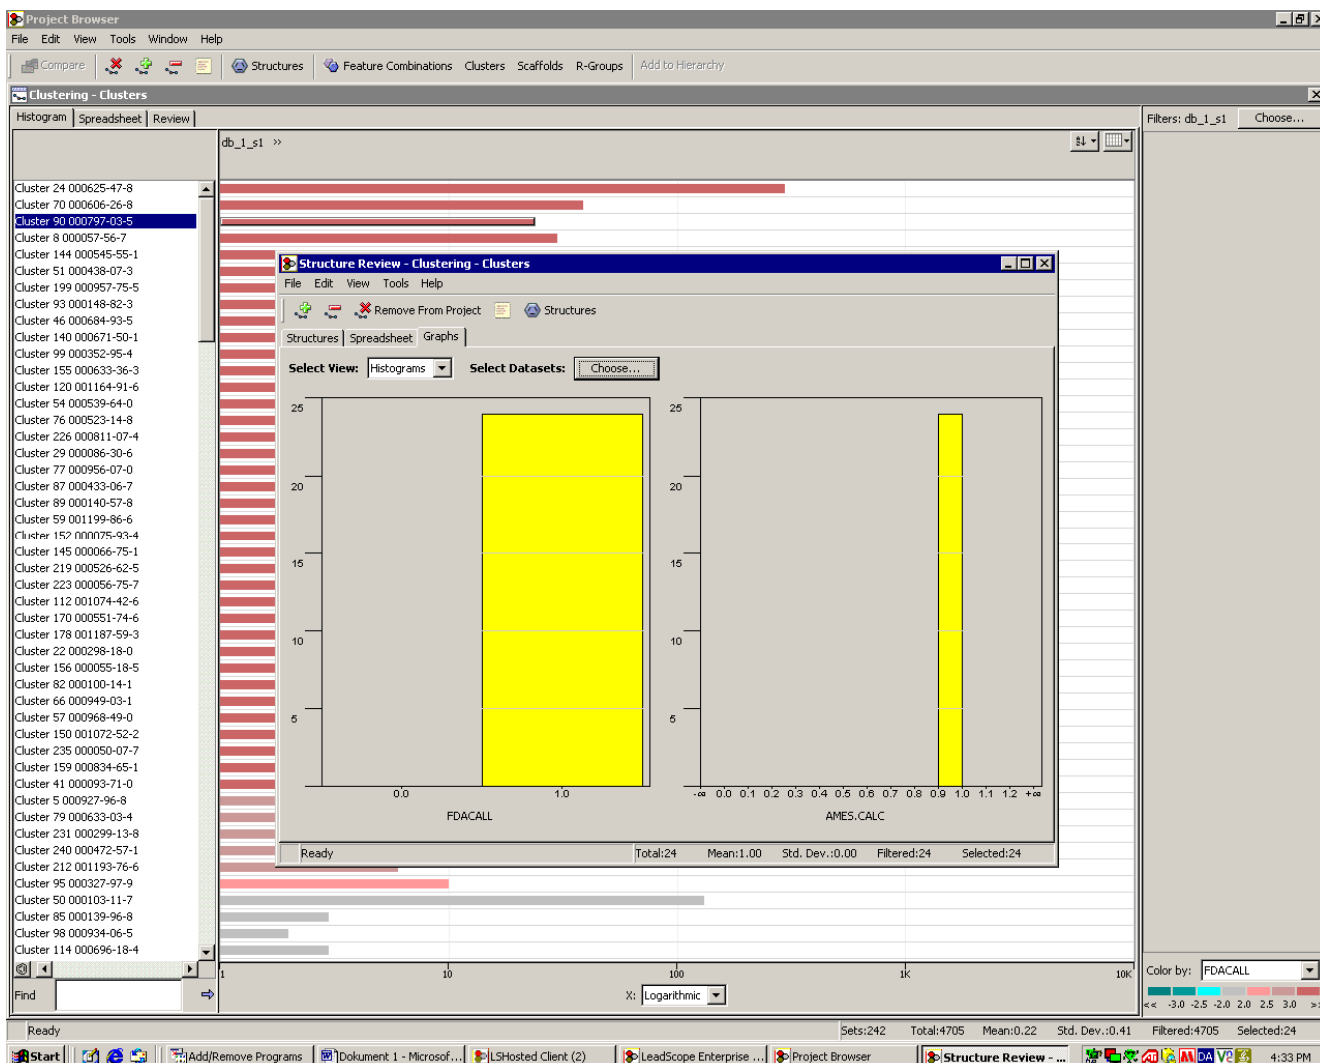 Project Browser
File Edit View Tools Window Help
Compare Structures Feature Combinations Clusters Scaffolds R-Groups Add to Hierarchy
Clustering - Clusters
Histogram Spreadsheet Review
Filters: db_1_s1 Choose...
db_1_s1 »
Cluster 24 000625-47-8
Cluster 70 000606-26-8
Cluster 90 000797-03-5
Cluster 8 000057-56-7
Cluster 144 000545-55-1
Cluster 51 000438-07-3
Cluster 199 000957-75-5
Cluster 93 000148-82-3
Cluster 46 000684-93-5
Cluster 140 000671-50-1
Cluster 99 000352-95-4
Cluster 155 000633-36-3
Cluster 120 001164-91-6
Cluster 54 000539-64-0
Cluster 76 000523-14-8
Cluster 226 000811-07-4
Cluster 29 000086-30-6
Cluster 77 000956-07-0
Cluster 87 000433-06-7
Cluster 89 000140-57-8
Cluster 59 001199-86-6
Cluster 152 000075-93-4
Cluster 145 000066-75-1
Cluster 219 000526-62-5
Cluster 223 000056-75-7
Cluster 112 001074-42-6
Cluster 170 000551-74-6
Cluster 178 001187-59-3
Cluster 22 000298-18-0
Cluster 156 000055-18-5
Cluster 82 000100-14-1
Cluster 66 000949-03-1
Cluster 57 000968-49-0
Cluster 150 001072-52-2
Cluster 235 000050-07-7
Cluster 159 000834-65-1
Cluster 41 000093-71-0
Cluster 5 000927-96-8
Cluster 79 000633-03-4
Cluster 231 000299-13-8
Cluster 240 000472-57-1
Cluster 212 001193-76-6
Cluster 95 000327-97-9
Cluster 50 000103-11-7
Cluster 85 000139-96-8
Cluster 98 000934-06-5
Cluster 114 000696-18-4
Find
Structure Review - Clustering - Clusters
File Edit View Tools Help
Remove From Project Structures
Structures Spreadsheet Graphs
Select View: Histograms Select Datasets: Choose...
25 25
20 20
15 15
10 10
5 5
0.0 1.0 -∞ 0.0 0.1 0.2 0.3 0.4 0.5 0.6 0.7 0.8 0.9 1.0 1.1 1.2 +∞
FDACALL AMES.CALC
Ready Total:24 Mean:1.00 Std. Dev.:0.00 Filtered:24 Selected:24
1 10 100 1K 10K
X: Logarithmic
Color by: FDACALL
<< -3.0 -2.5 -2.0 2.0 2.5 3.0 >>
Ready Sets:242 Total:4705 Mean:0.22 Std. Dev.:0.41 Filtered:4705 Selected:24
Start Add/Remove Programs Dokument 1 - Microsof... LSHosted Client (2) LeadScope Enterprise ... Project Browser Structure Review - ... 4:33 PM